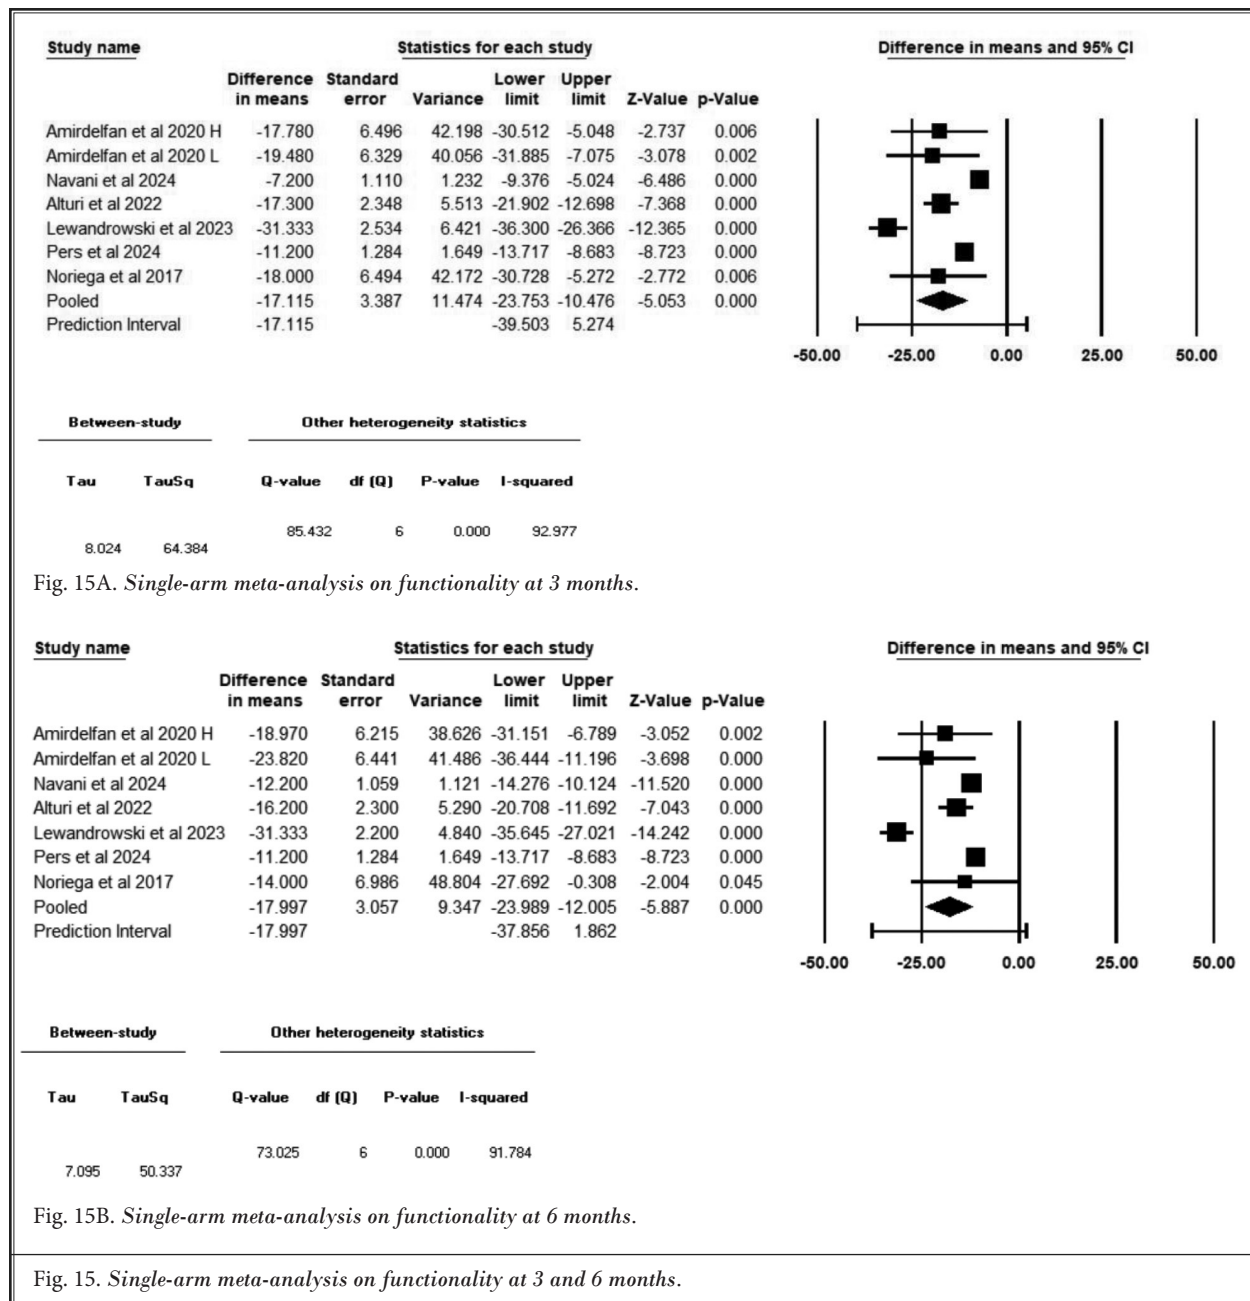 Study name Statistics for each study Difference in means and 95% CI
Difference in means Standard error Variance Lower limit Upper limit Z-Value p-Value
Amirdelfan et al 2020 H -17.780 6.496 42.198 -30.512 -5.048 -2.737 0.006
Amirdelfan et al 2020 L -19.480 6.329 40.056 -31.885 -7.075 -3.078 0.002
Navani et al 2024 -7.200 1.110 1.232 -9.376 -5.024 -6.486 0.000
Alturi et al 2022 -17.300 2.348 5.513 -21.902 -12.698 -7.368 0.000
Lewandrowski et al 2023 -31.333 2.534 6.421 -36.300 -26.366 -12.365 0.000
Pers et al 2024 -11.200 1.284 1.649 -13.717 -8.683 -8.723 0.000
Noriega et al 2017 -18.000 6.494 42.172 -30.728 -5.272 -2.772 0.006
Pooled -17.115 3.387 11.474 -23.753 -10.476 -5.053 0.000
Prediction Interval -17.115 -39.503 5.274
-50.00 -25.00 0.00 25.00 50.00
Between-study Other heterogeneity statistics
Tau TauSq Q-value df (Q) P-value I-squared
85.432 6 0.000 92.977
8.024 64.384
Fig. 15A. Single-arm meta-analysis on functionality at 3 months.
Study name Statistics for each study Difference in means and 95% CI
Difference in means Standard error Variance Lower limit Upper limit Z-Value p-Value
Amirdelfan et al 2020 H -18.970 6.215 38.626 -31.151 -6.789 -3.052 0.002
Amirdelfan et al 2020 L -23.820 6.441 41.486 -36.444 -11.196 -3.698 0.000
Navani et al 2024 -12.200 1.059 1.121 -14.276 -10.124 -11.520 0.000
Alturi et al 2022 -16.200 2.300 5.290 -20.708 -11.692 -7.043 0.000
Lewandrowski et al 2023 -31.333 2.200 4.840 -35.645 -27.021 -14.242 0.000
Pers et al 2024 -11.200 1.284 1.649 -13.717 -8.683 -8.723 0.000
Noriega et al 2017 -14.000 6.986 48.804 -27.692 -0.308 -2.004 0.045
Pooled -17.997 3.057 9.347 -23.989 -12.005 -5.887 0.000
Prediction Interval -17.997 -37.856 1.862
-50.00 -25.00 0.00 25.00 50.00
Between-study Other heterogeneity statistics
Tau TauSq Q-value df (Q) P-value I-squared
73.025 6 0.000 91.784
7.095 50.337
Fig. 15B. Single-arm meta-analysis on functionality at 6 months.
Fig. 15. Single-arm meta-analysis on functionality at 3 and 6 months.